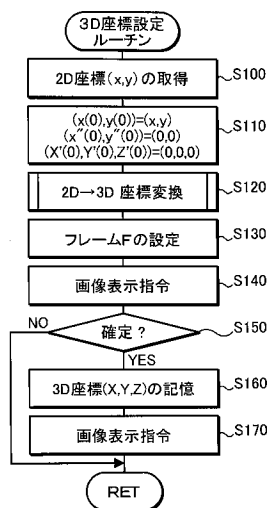 3D座標設定
ルーチン
2D座標(x,y)の取得
S100
(x(0),y(0))=(x,y)
(x"(0),y"(0))=(0,0)
(X'(0),Y'(0),Z'(0))=(0,0,0)
S110
2D→3D 座標変換
S120
フレームFの設定
S130
画像表示指令
S140
確定?
S150
NO
YES
3D座標(X,Y,Z)の記憶
S160
画像表示指令
S170
RET